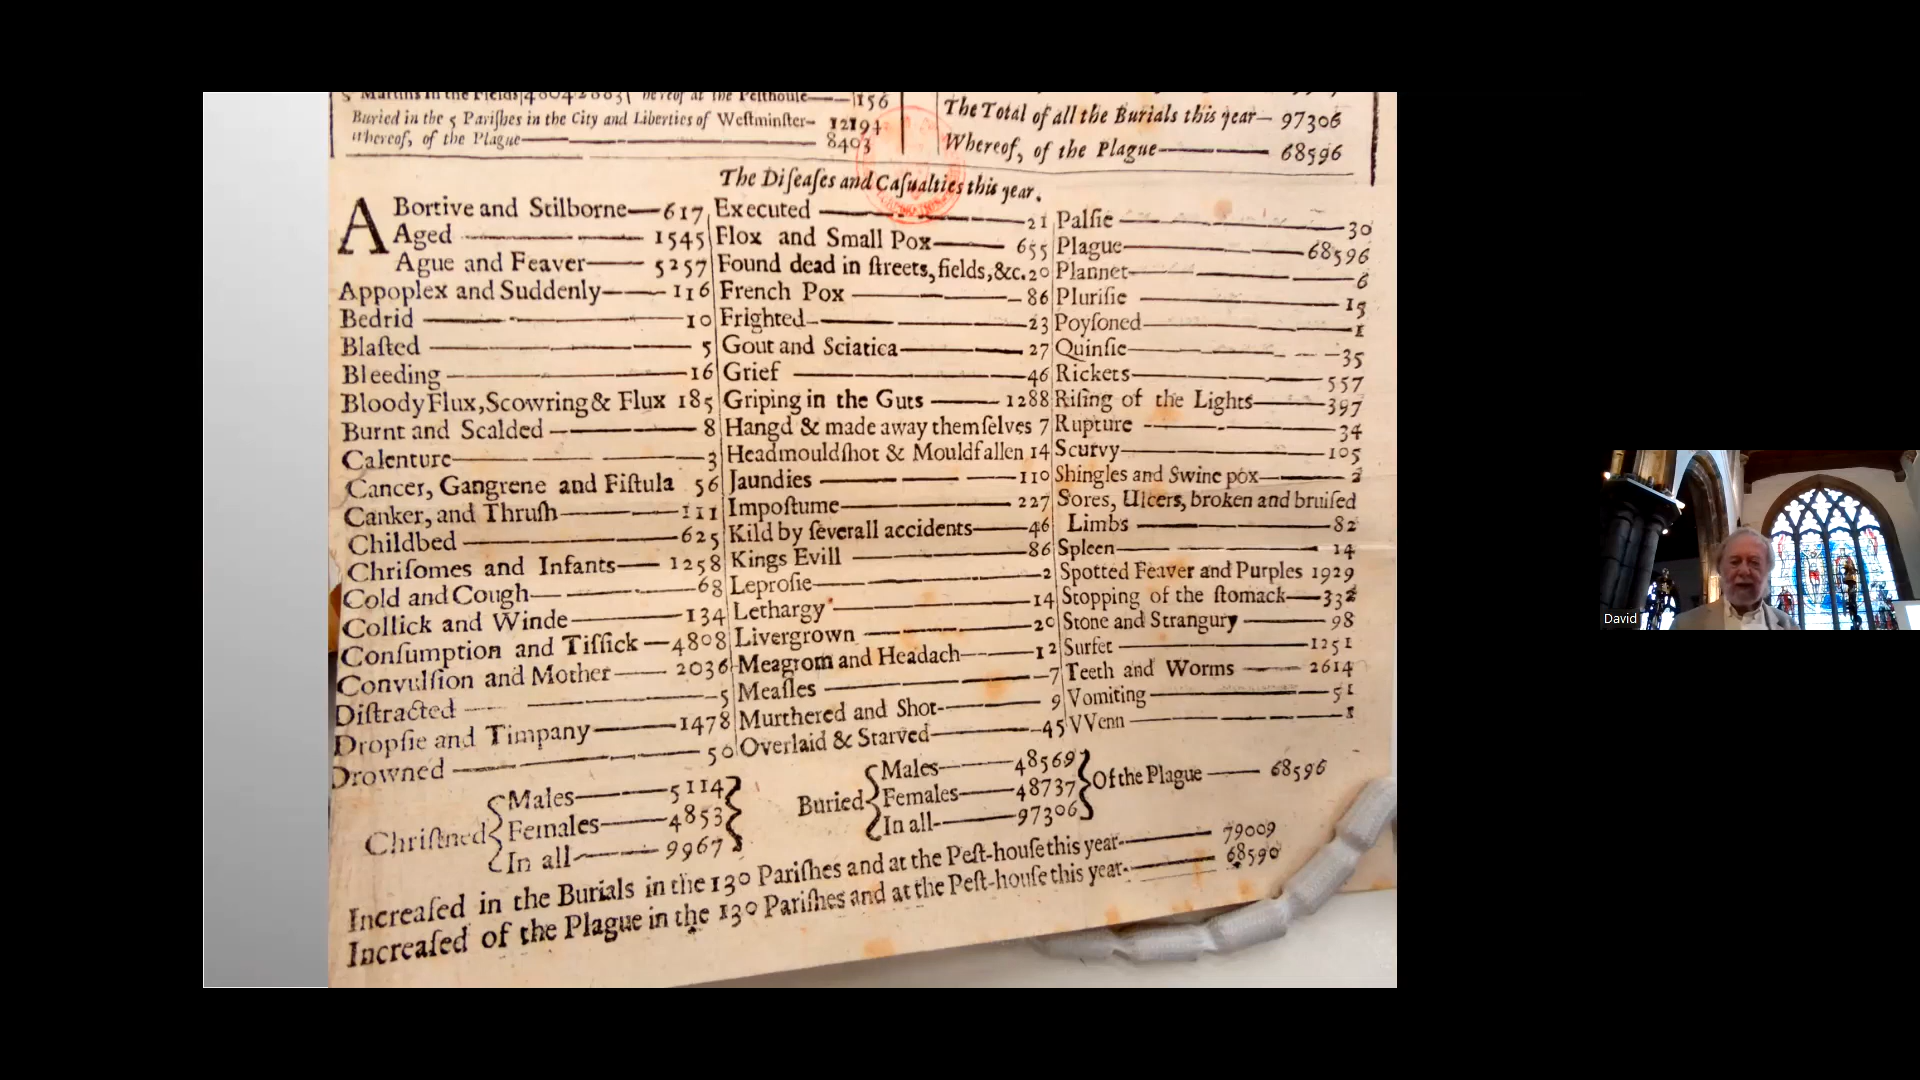 5 Martins in the Fields|4804|2883| hereof at the Pesthouse——156
Buried in the 5 Pariſhes in the City and Liberties of Weſtminſter– 12194
whereof, of the Plague———— 8403
The Total of all the Burials this year— 97306
Whereof, of the Plague——— 68596
The Diſeaſes and Caſualties this year.
ABortive and Stilborne—617
Aged ——— 1545
Ague and Feaver—— 5257
Appoplex and Suddenly—— 116
Bedrid ——— 10
Blaſted ——— 5
Bleeding ——— 16
Bloody Flux, Scowring & Flux 185
Burnt and Scalded ——— 8
Calenture——— 3
Cancer, Gangrene and Fiſtula 56
Canker, and Thruſh——— 111
Childbed ——— 625
Chriſomes and Infants—— 1258
Cold and Cough——— 68
Collick and Winde——— 134
Conſumption and Tiſſick — 4808
Convulſion and Mother—— 2036
Diſtracted ——— 5
Dropſie and Timpany——— 1478
Drowned ——— 50
Executed ——— 21
Flox and Small Pox—— 655
Found dead in ſtreets, fields, &c. 20
French Pox ——— 86
Frighted——— 23
Gout and Sciatica——— 27
Grief ——— 46
Griping in the Guts —— 1288
Hangd & made away themſelves 7
Headmouldſhot & Mouldfallen 14
Jaundies ——— 110
Impoſtume——— 227
Kild by ſeverall accidents—— 46
Kings Evill ——— 86
Leproſie——— 2
Lethargy ——— 14
Livergrown ——— 20
Meagrom and Headach—— 12
Meaſles ——— 7
Murthered and Shot——— 9
Overlaid & Starved——— 45
Palſie ——— 30
Plague——— 68596
Plannet——— 6
Pluriſie ——— 15
Poyſoned——— 1
Quinſie——— 35
Rickets——— 557
Riſing of the Lights—— 397
Rupture ——— 34
Scurvy——— 105
Shingles and Swine pox—— 2
Sores, Ulcers, broken and bruiſed
Limbs ——— 82
Spleen——— 14
Spotted Feaver and Purples 1929
Stopping of the ſtomack—— 332
Stone and Strangury —— 98
Surfet ——— 1251
Teeth and Worms —— 2614
Vomiting——— 51
VVenn ——— 1
Chriſtned
Males——— 5114
Females—— 4853
In all—— 9967
Buried
Males——— 48569
Females—— 48737
In all—— 97306
Of the Plague —— 68596
Increaſed in the Burials in the 130 Pariſhes and at the Peſt-houſe this year—— 79009
Increaſed of the Plague in the 130 Pariſhes and at the Peſt-houſe this year—— 68590
David